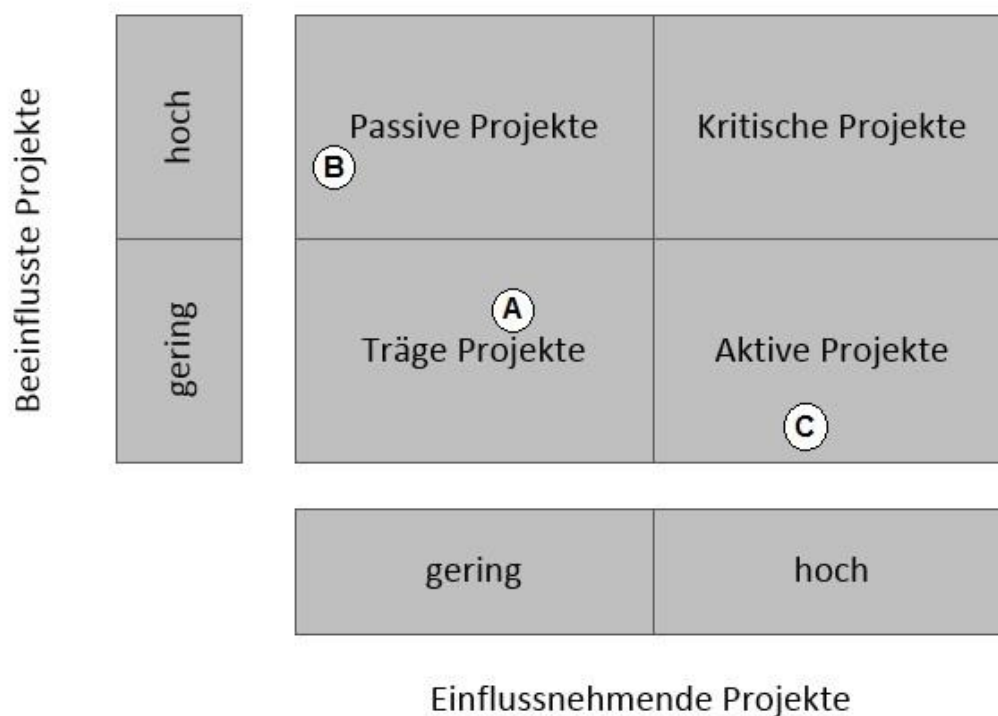 Beeinflusste Projekte
hoch
gering
Passive Projekte
Kritische Projekte
B
A
Träge Projekte
Aktive Projekte
C
gering
hoch
Einflussnehmende Projekte